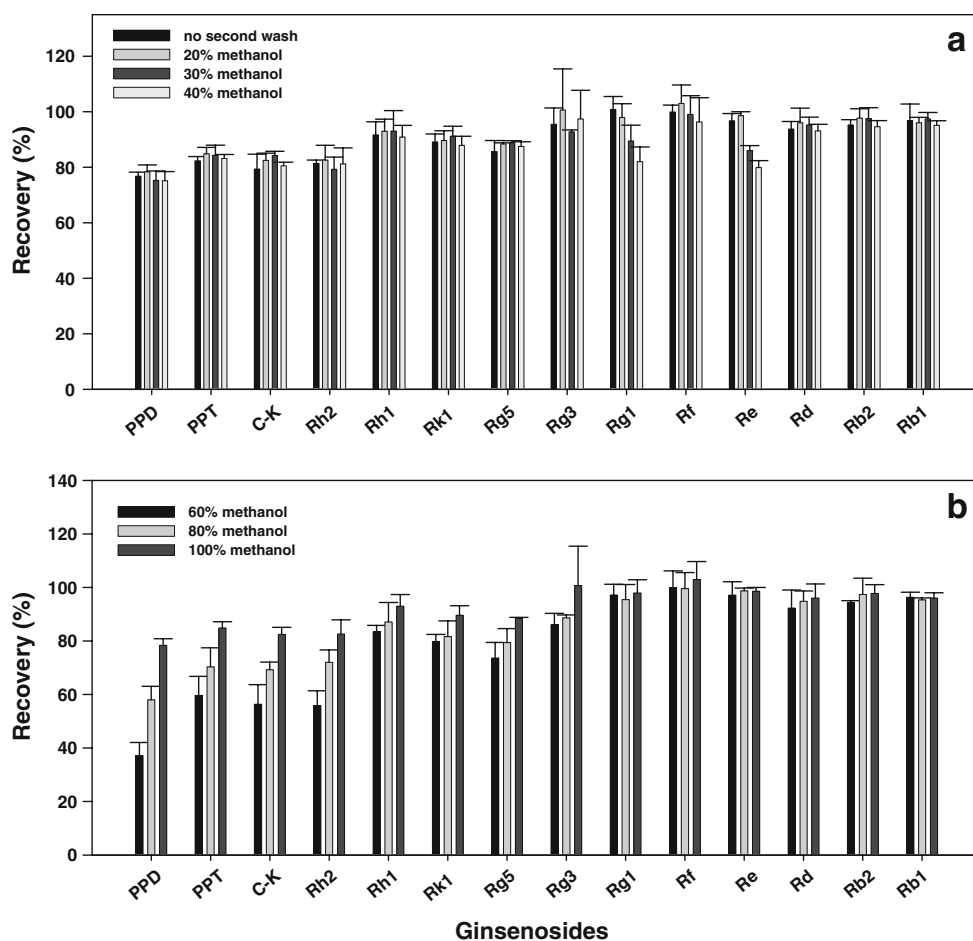 a
no second wash
20% methanol
30% methanol
40% methanol
Recovery (%)
120
100
80
60
40
20
0
PPD PPT C-K Rh2 Rh1 Rk1 Rg5 Rg3 Rg1 Rf Re Rd Rb2 Rb1
b
60% methanol
80% methanol
100% methanol
Recovery (%)
140
120
100
80
60
40
20
0
PPD PPT C-K Rh2 Rh1 Rk1 Rg5 Rg3 Rg1 Rf Re Rd Rb2 Rb1
Ginsenosides